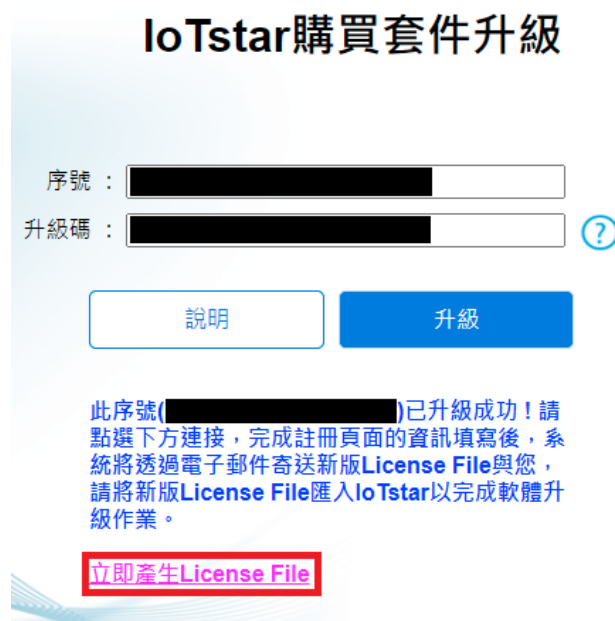 IoTstar購買套件升級
序號 :
升級碼 :
?
說明
升級
此序號(
)已升級成功!請
點選下方連接,完成註冊頁面的資訊填寫後,系
統將透過電子郵件寄送新版License File與您,
請將新版License File匯入IoTstar以完成軟體升
級作業。
立即產生License File